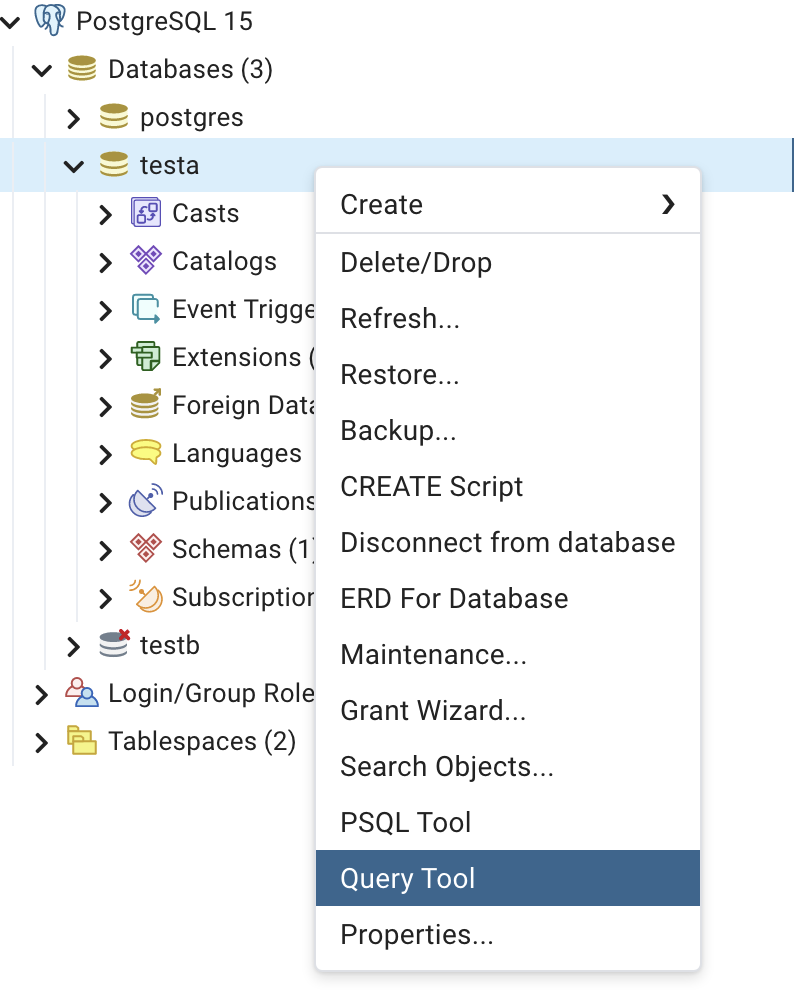 PostgreSQL 15
Databases (3)
postgres
testa
Casts
Catalogs
Event Trigge
Extensions (
Foreign Data
Languages
Publications
Schemas (1)
Subscription
testb
Login/Group Role
Tablespaces (2)
Create
Delete/Drop
Refresh...
Restore...
Backup...
CREATE Script
Disconnect from database
ERD For Database
Maintenance...
Grant Wizard...
Search Objects...
PSQL Tool
Query Tool
Properties...